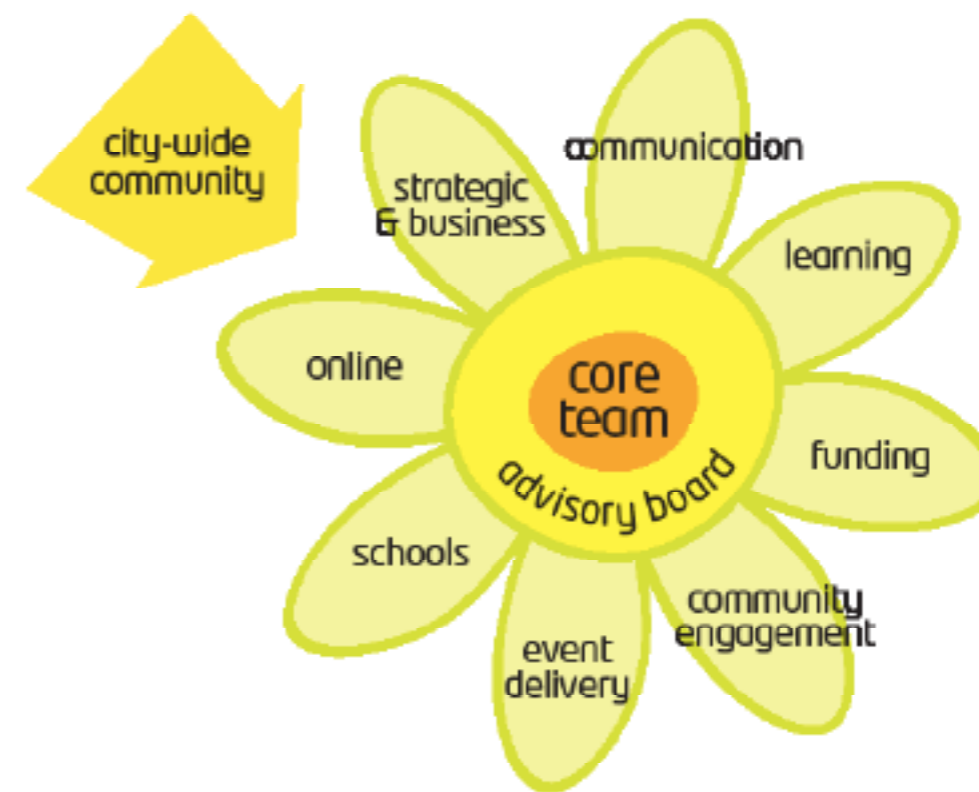 city-wide
community
communication
strategic
& business
learning
online
core
team
advisory board
funding
schools
community
engagement
event
delivery